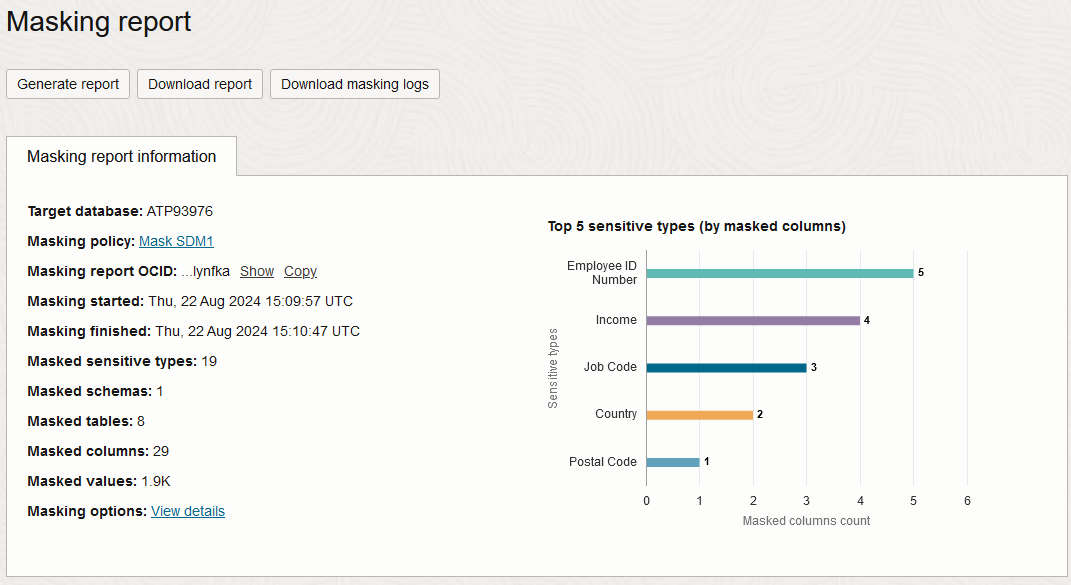 Masking report
Generate report
Download report
Download masking logs
Masking report information
Target database: ATP93976
Masking policy: Mask SDM1
Masking report OCID: ...lynfka Show Copy
Masking started: Thu, 22 Aug 2024 15:09:57 UTC
Masking finished: Thu, 22 Aug 2024 15:10:47 UTC
Masked sensitive types: 19
Masked schemas: 1
Masked tables: 8
Masked columns: 29
Masked values: 1.9K
Masking options: View details
Top 5 sensitive types (by masked columns)
Sensitive types
Employee ID
Number
5
Income
4
Job Code
3
Country
2
Postal Code
1
0 1 2 3 4 5 6
Masked columns count